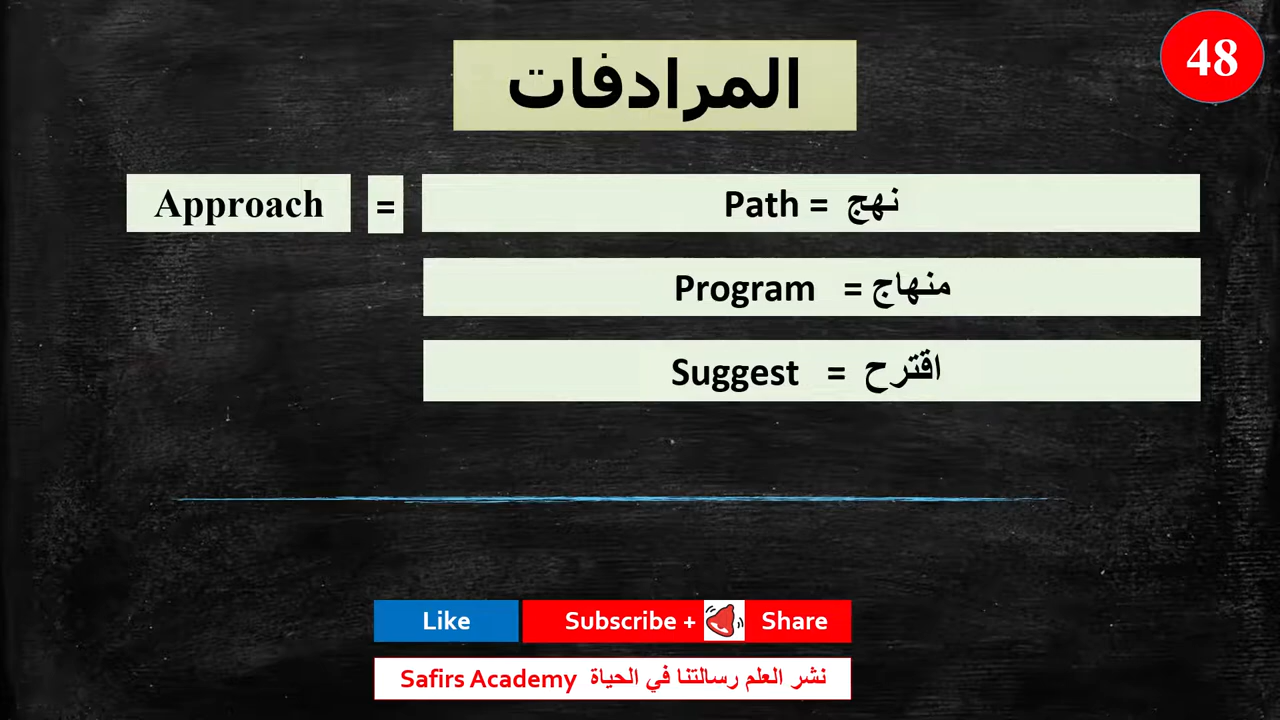 48
المرادفات
Approach = Path = نهج
Program = منهاج
Suggest = اقترح
Like Subscribe + Share
Safirs Academy نشر العلم رسالتنا في الحياة